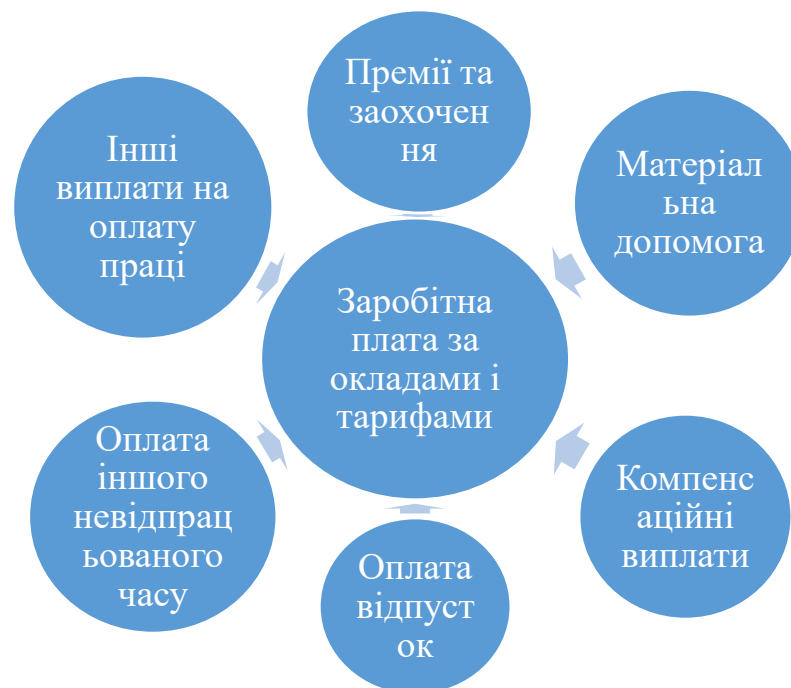 Премії та
заохочен
ня
Інші
виплати на
оплату
праці
Матеріал
ьна
допомога
Заробітна
плата за
окладами і
тарифами
Оплата
іншого
невідпрац
ьованого
часу
Компенс
аційні
виплати
Оплата
відпуст
ок